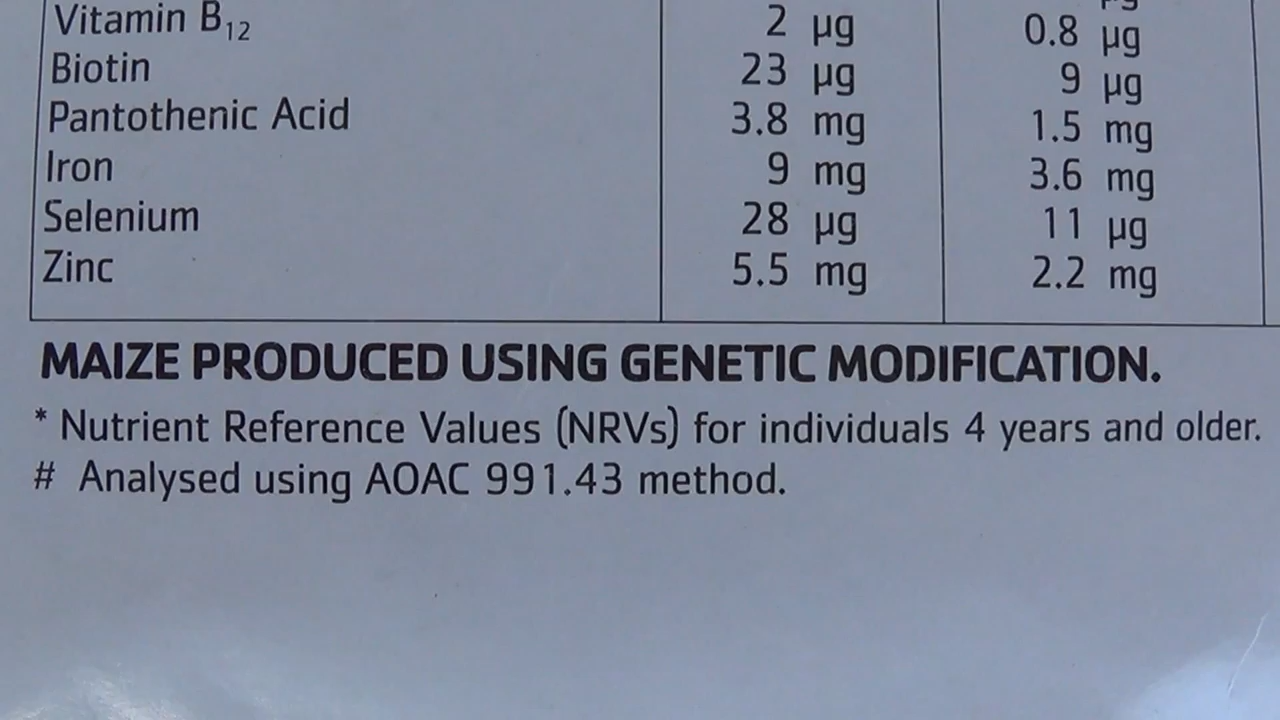 Vitamin B₁₂ 2 µg 0.8 µg
Biotin 23 µg 9 µg
Pantothenic Acid 3.8 mg 1.5 mg
Iron 9 mg 3.6 mg
Selenium 28 µg 11 µg
Zinc 5.5 mg 2.2 mg
MAIZE PRODUCED USING GENETIC MODIFICATION.
* Nutrient Reference Values (NRVs) for individuals 4 years and older.
# Analysed using AOAC 991.43 method.